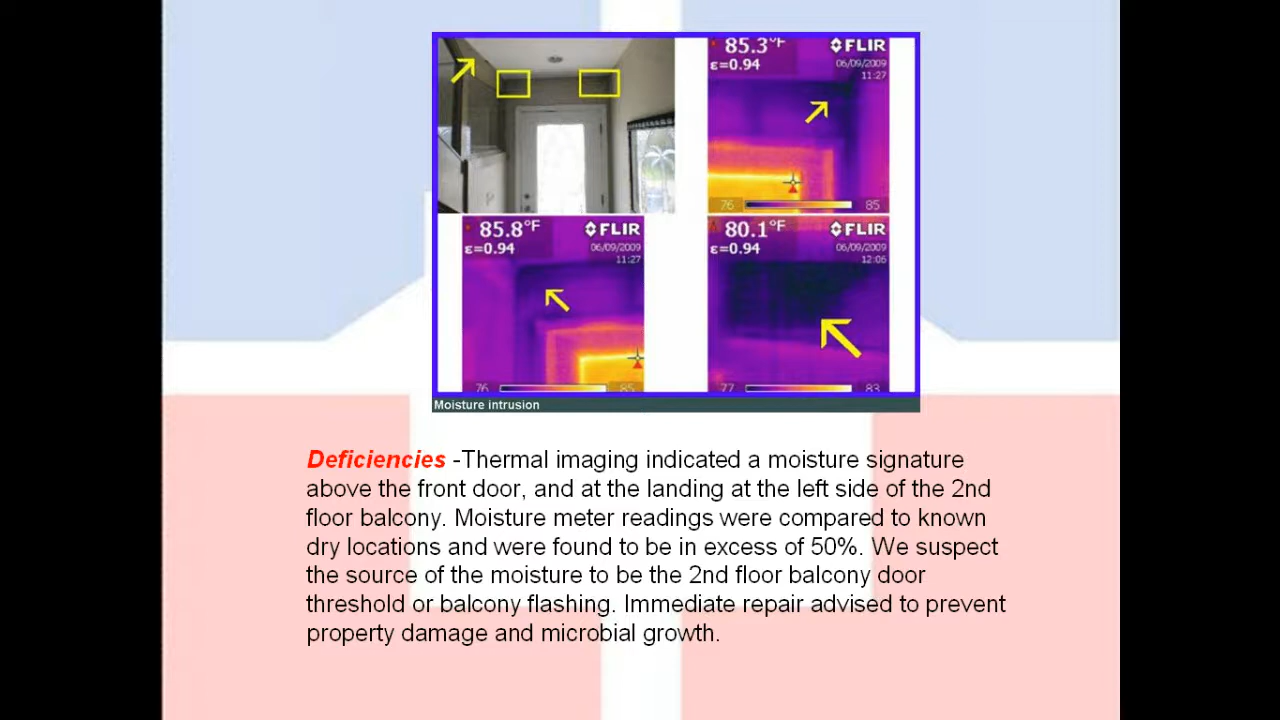 85.3°F FLIR
ε=0.94 06/09/2009
11:27
76 85
85.8°F FLIR
ε=0.94 06/09/2009
11:27
76 85
80.1°F FLIR
ε=0.94 06/09/2009
12:06
77 83
Moisture intrusion
Deficiencies -Thermal imaging indicated a moisture signature
above the front door, and at the landing at the left side of the 2nd
floor balcony. Moisture meter readings were compared to known
dry locations and were found to be in excess of 50%. We suspect
the source of the moisture to be the 2nd floor balcony door
threshold or balcony flashing. Immediate repair advised to prevent
property damage and microbial growth.